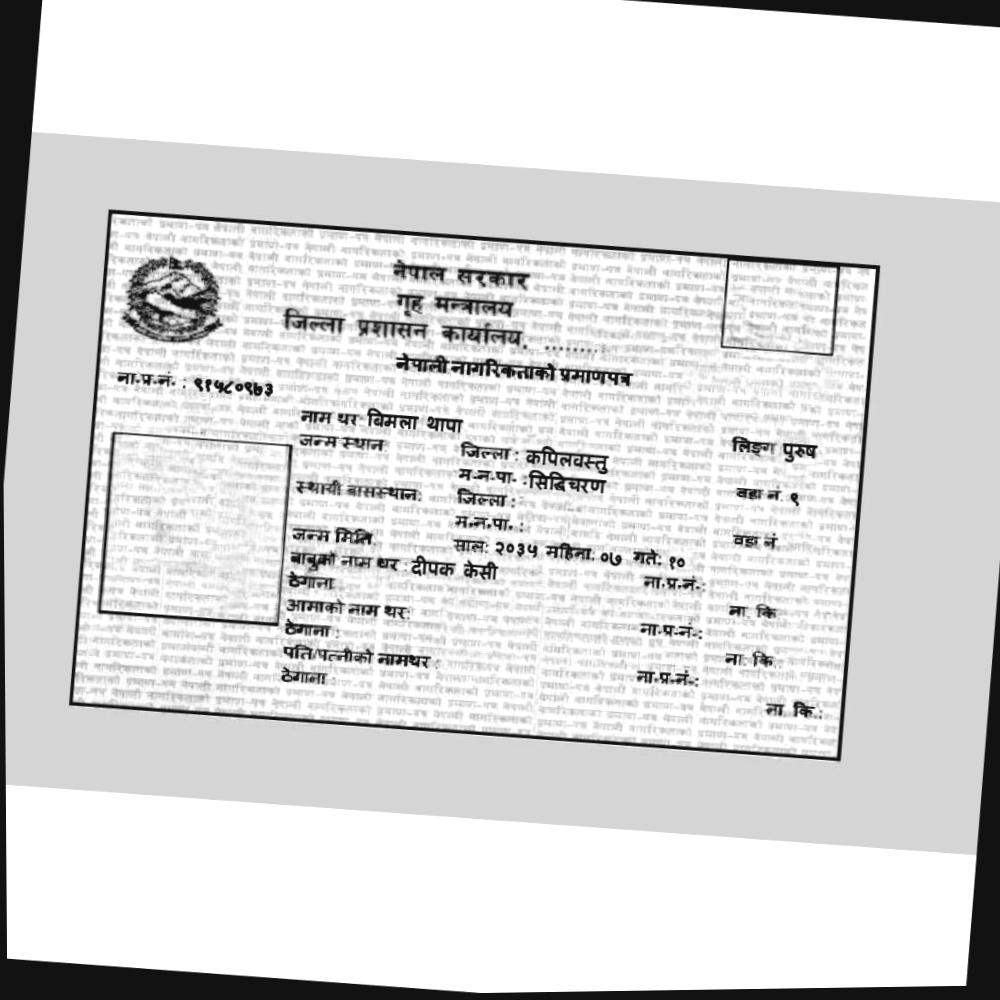 नेपाल सरकार
गृह मन्त्रालय
जिल्ला प्रशासन कार्यालय, ........
नेपाली नागरिकताको प्रमाणपत्र
ना.प्र.नं. : ९१५८०९७३
नाम थर बिमला थापा लिङ्ग पुरुष
जन्म स्थान जिल्ला : कपिलवस्तु
म.न.पा. :सिद्दिचरण वडा नं. ९
स्थायी बासस्थान: जिल्ला :
म.न.पा. : वडा नं
जन्म मिति साल: २०३५ महिना: ०७ गते: १०
बाबुको नाम थर : दीपक केसी ना.प्र.नं.:
ठेगाना ना. कि
आमाको नाम थर: ना.प्र.नं.:
ठेगाना : ना. कि.
पति/पत्नीको नामथर : ना.प्र.नं.:
ठेगाना ना. कि.: